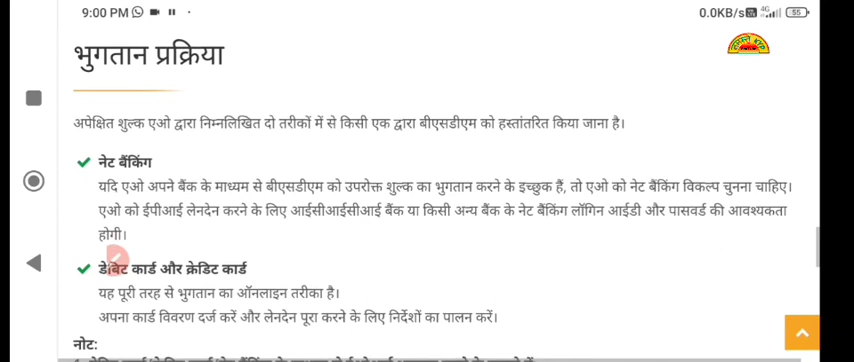 9:00 PM
0.0KB/s 4G 55
भुगतान प्रक्रिया
अपेक्षित शुल्क एओ द्वारा निम्नलिखित दो तरीकों में से किसी एक द्वारा बीएसडीएम को हस्तांतरित किया जाना है।
नेट बैंकिंग
यदि एओ अपने बैंक के माध्यम से बीएसडीएम को उपरोक्त शुल्क का भुगतान करने के इच्छुक हैं, तो एओ को नेट बैंकिंग विकल्प चुनना चाहिए।
एओ को ईपीआई लेनदेन करने के लिए आईसीआईसीआई बैंक या किसी अन्य बैंक के नेट बैंकिंग लॉगिन आईडी और पासवर्ड की आवश्यकता
होगी।
डेबिट कार्ड और क्रेडिट कार्ड
यह पूरी तरह से भुगतान का ऑनलाइन तरीका है।
अपना कार्ड विवरण दर्ज करें और लेनदेन पूरा करने के लिए निर्देशों का पालन करें।
नोट: